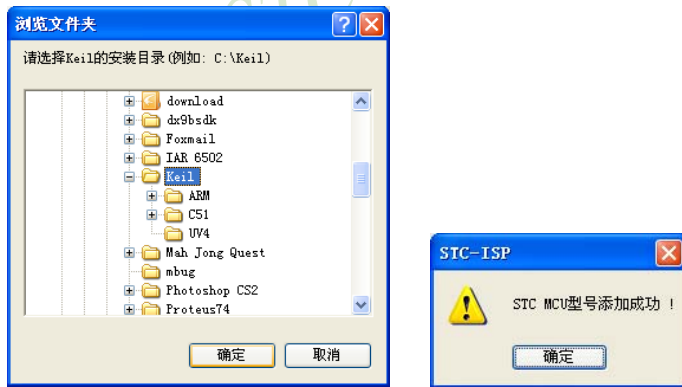 浏览文件夹
请选择Keil的安装目录(例如: C:\Keil)
download
dx9bsdk
Foxmail
IAR 6502
Keil
ARM
C51
UV4
Mah Jong Quest
mbug
Photoshop CS2
Proteus74
确定
取消
STC-ISP
STC MCU型号添加成功 !
确定